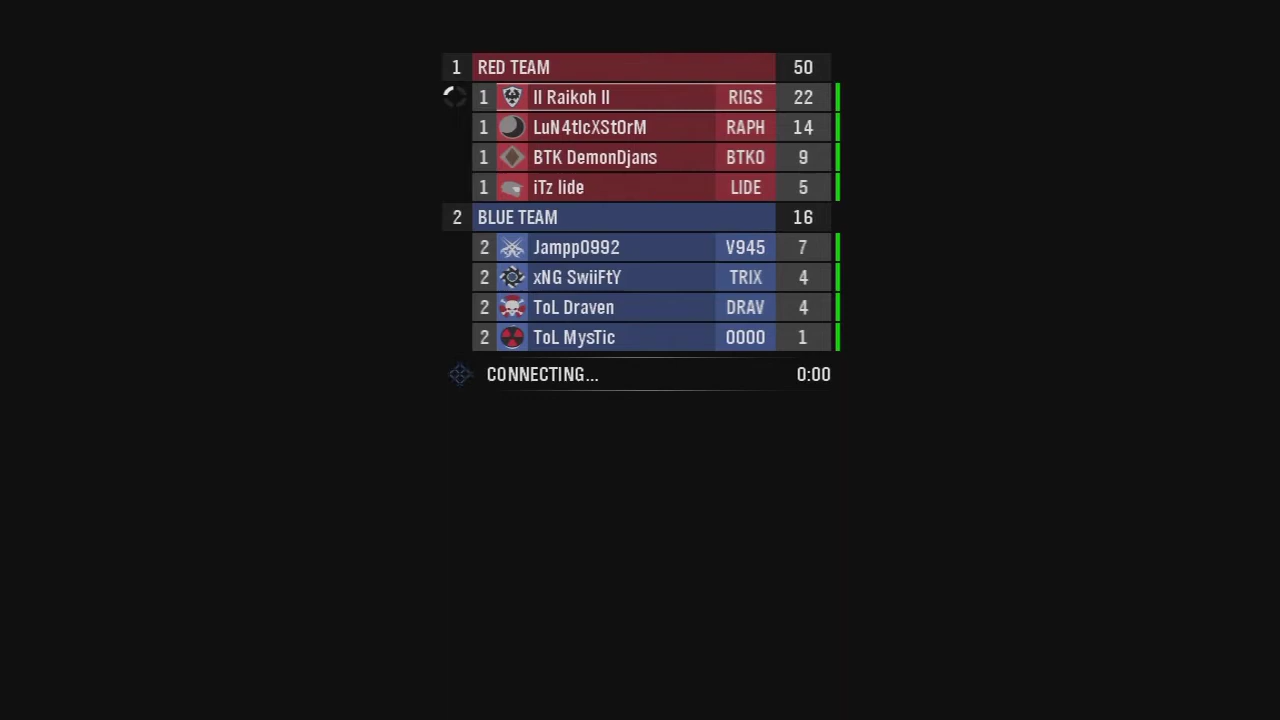 1 RED TEAM 50
1 II Raikoh II RIGS 22
1 LuN4tIcXSt0rM RAPH 14
1 BTK DemonDjans BTKO 9
1 iTz lide LIDE 5
2 BLUE TEAM 16
2 Jampp0992 V945 7
2 xNG SwiiFtY TRIX 4
2 ToL Draven DRAV 4
2 ToL MysTic 0000 1
CONNECTING... 0:00